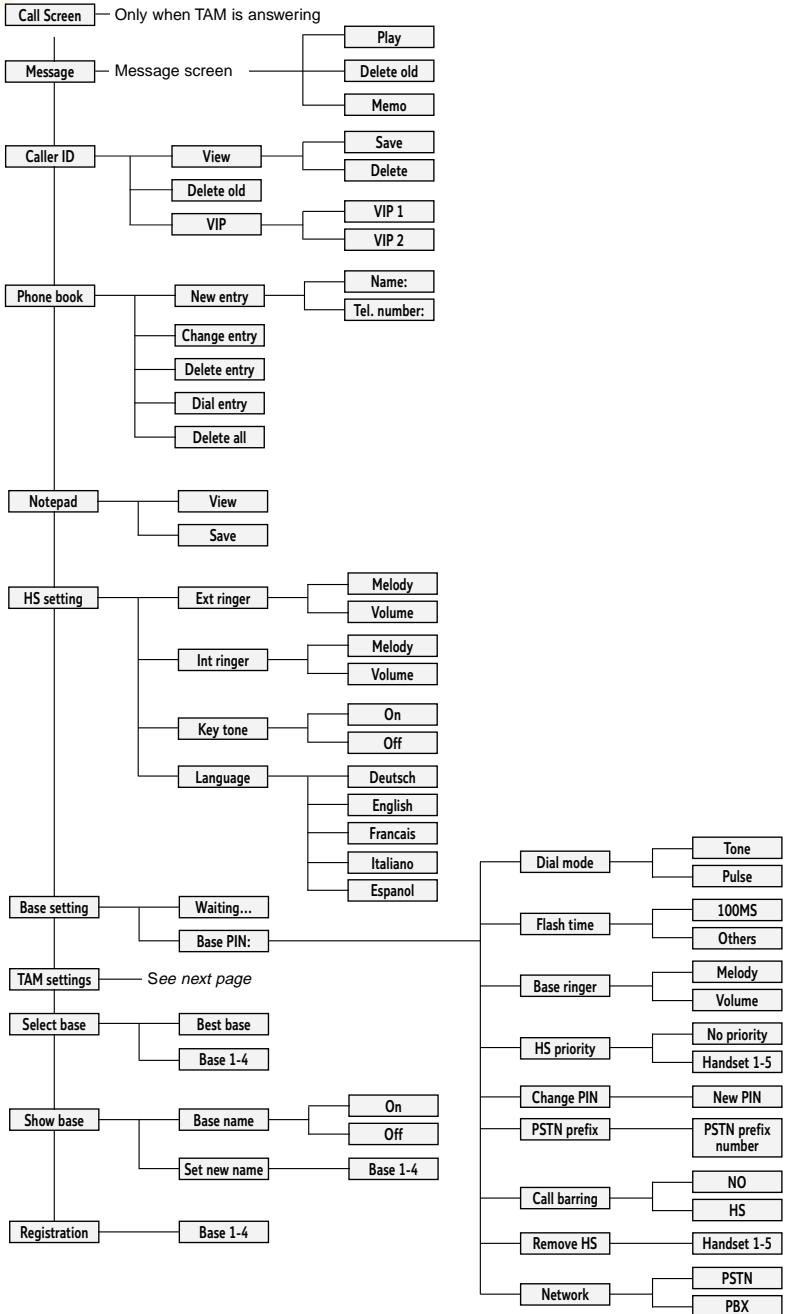 Call Screen Only when TAM is answering
Play
Message Message screen Delete old
Memo
Caller ID View Save
Delete
Delete old
VIP VIP 1
VIP 2
Phone book New entry Name:
Tel. number:
Change entry
Delete entry
Dial entry
Delete all
Notepad View
Save
HS setting Ext ringer Melody
Volume
Int ringer Melody
Volume
Key tone On
Off
Language Deutsch
English
Francais
Italiano
Espanol
Base setting Waiting...
Base PIN:
Dial mode Tone
Pulse
Flash time 100MS
Others
Base ringer Melody
Volume
HS priority No priority
Handset 1-5
Change PIN New PIN
PSTN prefix PSTN prefix
number
Call barring NO
HS
Remove HS Handset 1-5
Network PSTN
PBX
TAM settings See next page
Select base Best base
Base 1-4
Show base Base name On
Off
Set new name Base 1-4
Registration Base 1-4